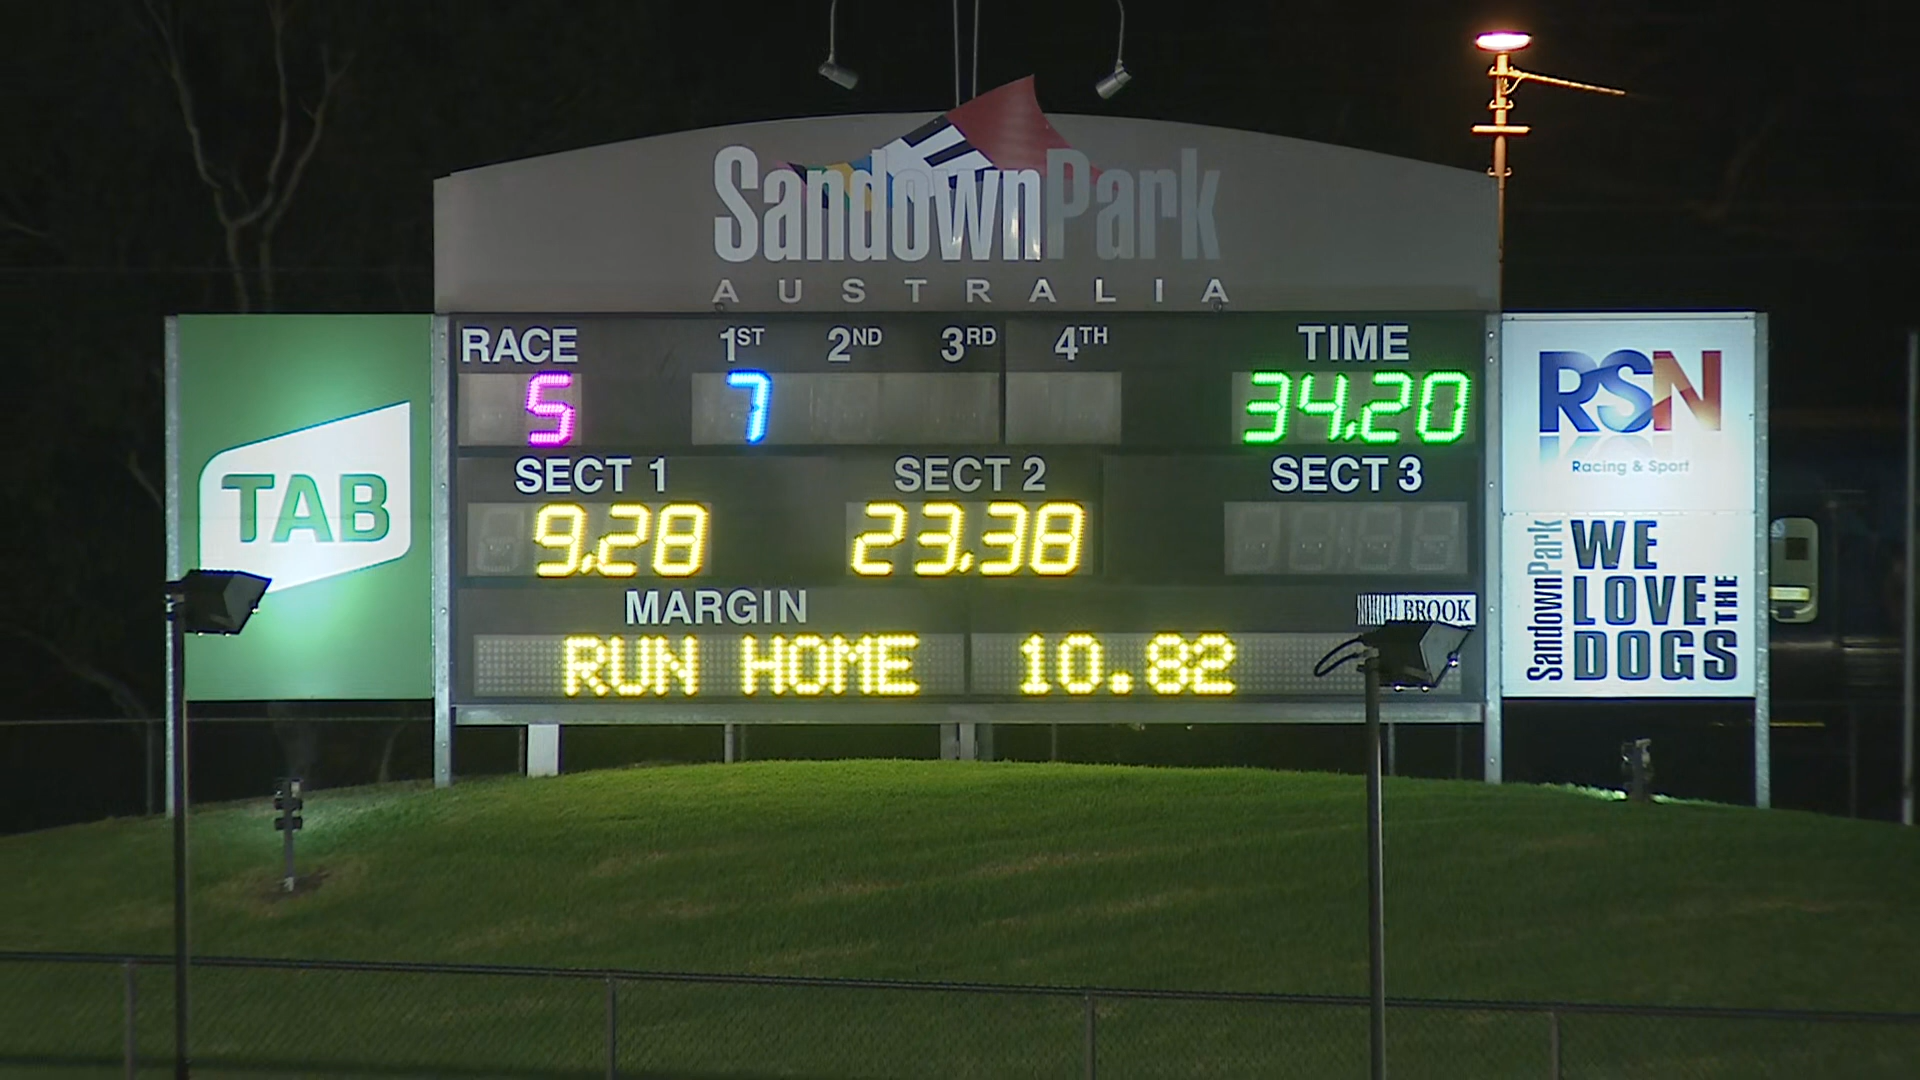 SandownPark
AUSTRALIA
RACE 1ST 2ND 3RD 4TH TIME
5 7 34.20
SECT 1 SECT 2 SECT 3
9.28 23.38
MARGIN
BROOK
RUN HOME 10.82
TAB
RSN
Racing & Sport
SandownPark
WE
LOVE THE
DOGS